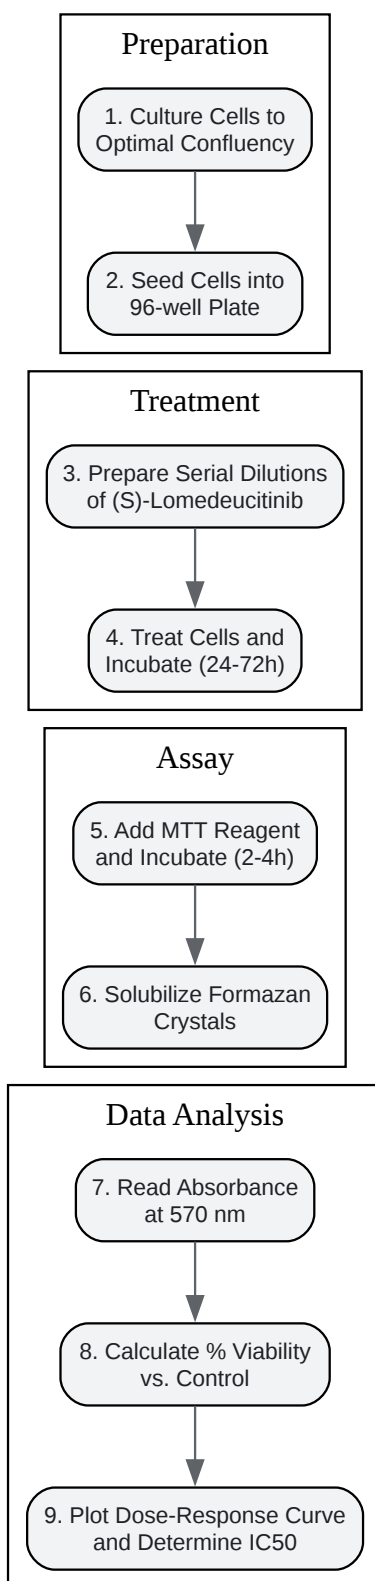 Preparation
1. Culture Cells to
Optimal Confluency
2. Seed Cells into
96-well Plate
Treatment
3. Prepare Serial Dilutions
of (S)-Lomedeucitinib
4. Treat Cells and
Incubate (24-72h)
Assay
5. Add MTT Reagent
and Incubate (2-4h)
6. Solubilize Formazan
Crystals
Data Analysis
7. Read Absorbance
at 570 nm
8. Calculate % Viability
vs. Control
9. Plot Dose-Response Curve
and Determine IC50